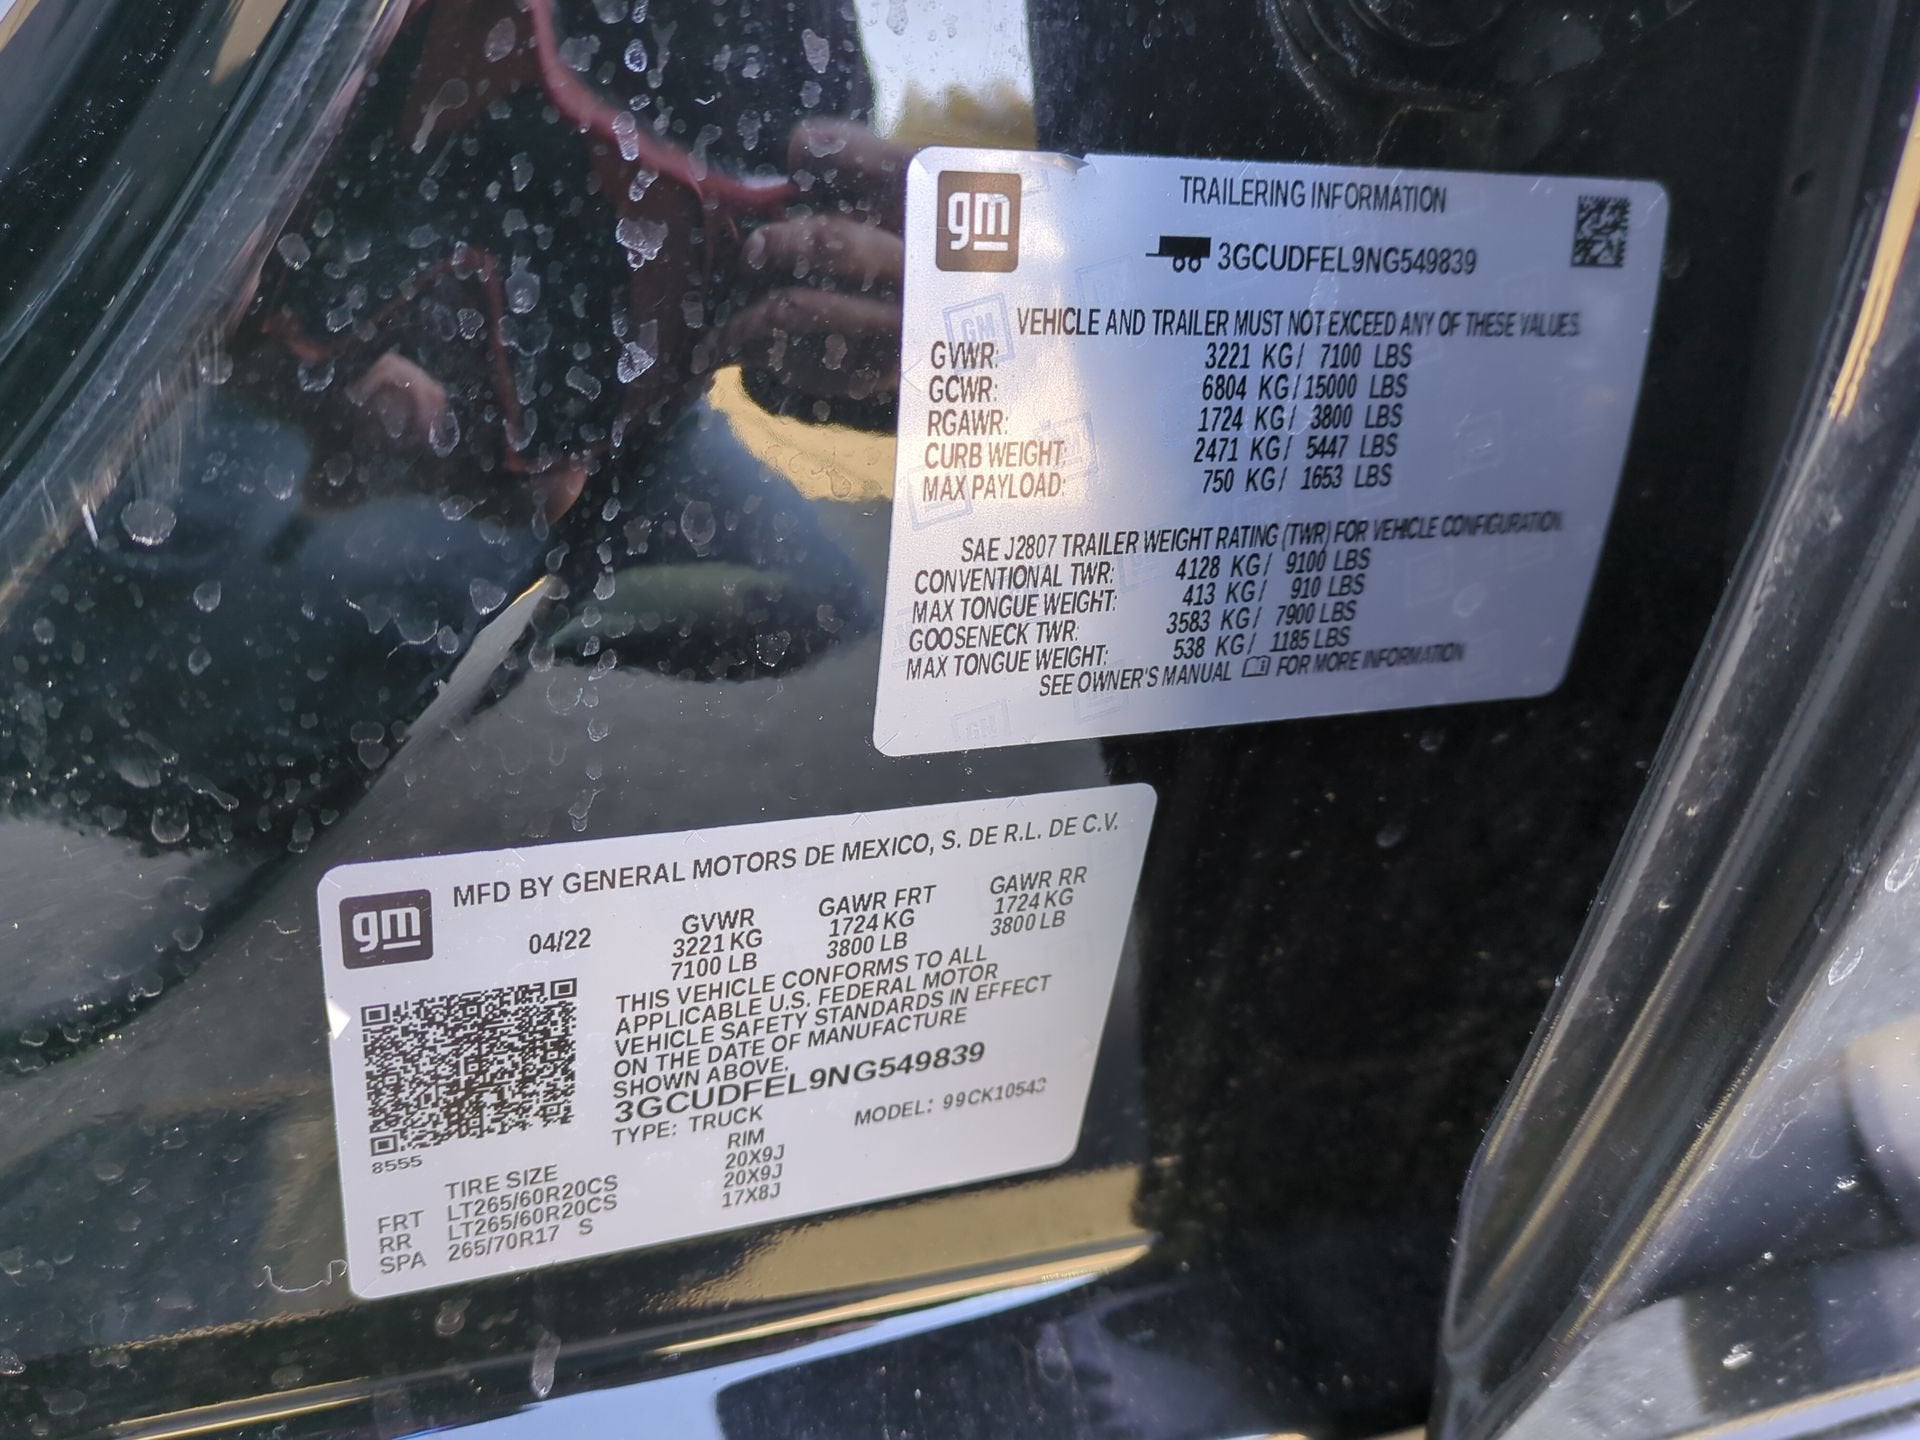 gm
TRAILERING INFORMATION
3GCUDFEL9NG549839
VEHICLE AND TRAILER MUST NOT EXCEED ANY OF THESE VALUES.
GVWR: 3221 KG/ 7100 LBS
GCWR: 6804 KG/15000 LBS
RGAWR: 1724 KG/ 3800 LBS
CURB WEIGHT: 2471 KG/ 5447 LBS
MAX PAYLOAD: 750 KG/ 1653 LBS
SAE J2807 TRAILER WEIGHT RATING (TWR) FOR VEHICLE CONFIGURATION.
CONVENTIONAL TWR: 4128 KG/ 9100 LBS
MAX TONGUE WEIGHT: 413 KG/ 910 LBS
GOOSENECK TWR: 3583 KG/ 7900 LBS
MAX TONGUE WEIGHT: 538 KG/ 1185 LBS
SEE OWNER'S MANUAL FOR MORE INFORMATION
gm
MFD BY GENERAL MOTORS DE MEXICO, S. DE R.L. DE C.V.
04/22
GVWR GAWR FRT GAWR RR
3221 KG 1724 KG 1724 KG
7100 LB 3800 LB 3800 LB
THIS VEHICLE CONFORMS TO ALL
APPLICABLE U.S. FEDERAL MOTOR
VEHICLE SAFETY STANDARDS IN EFFECT
ON THE DATE OF MANUFACTURE
SHOWN ABOVE.
3GCUDFEL9NG549839
TYPE: TRUCK MODEL: 99CK10543
8555
TIRE SIZE RIM
FRT LT265/60R20CS 20X9J
RR LT265/60R20CS 20X9J
SPA 265/70R17 S 17X8J